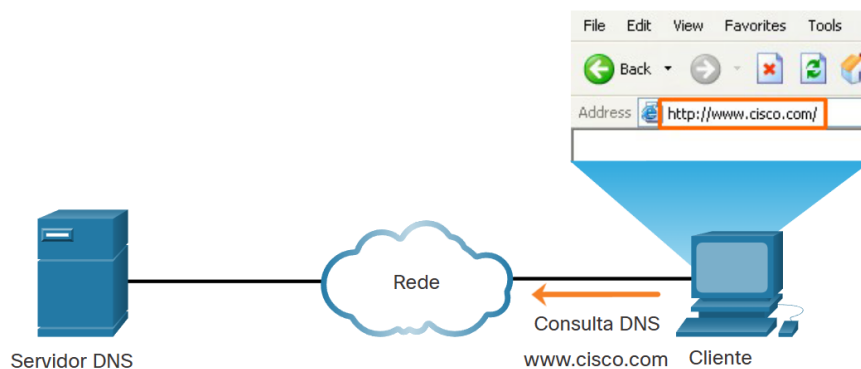 File Edit View Favorites Tools
Back
Address http://www.cisco.com/
Rede
Consulta DNS
www.cisco.com
Cliente
Servidor DNS